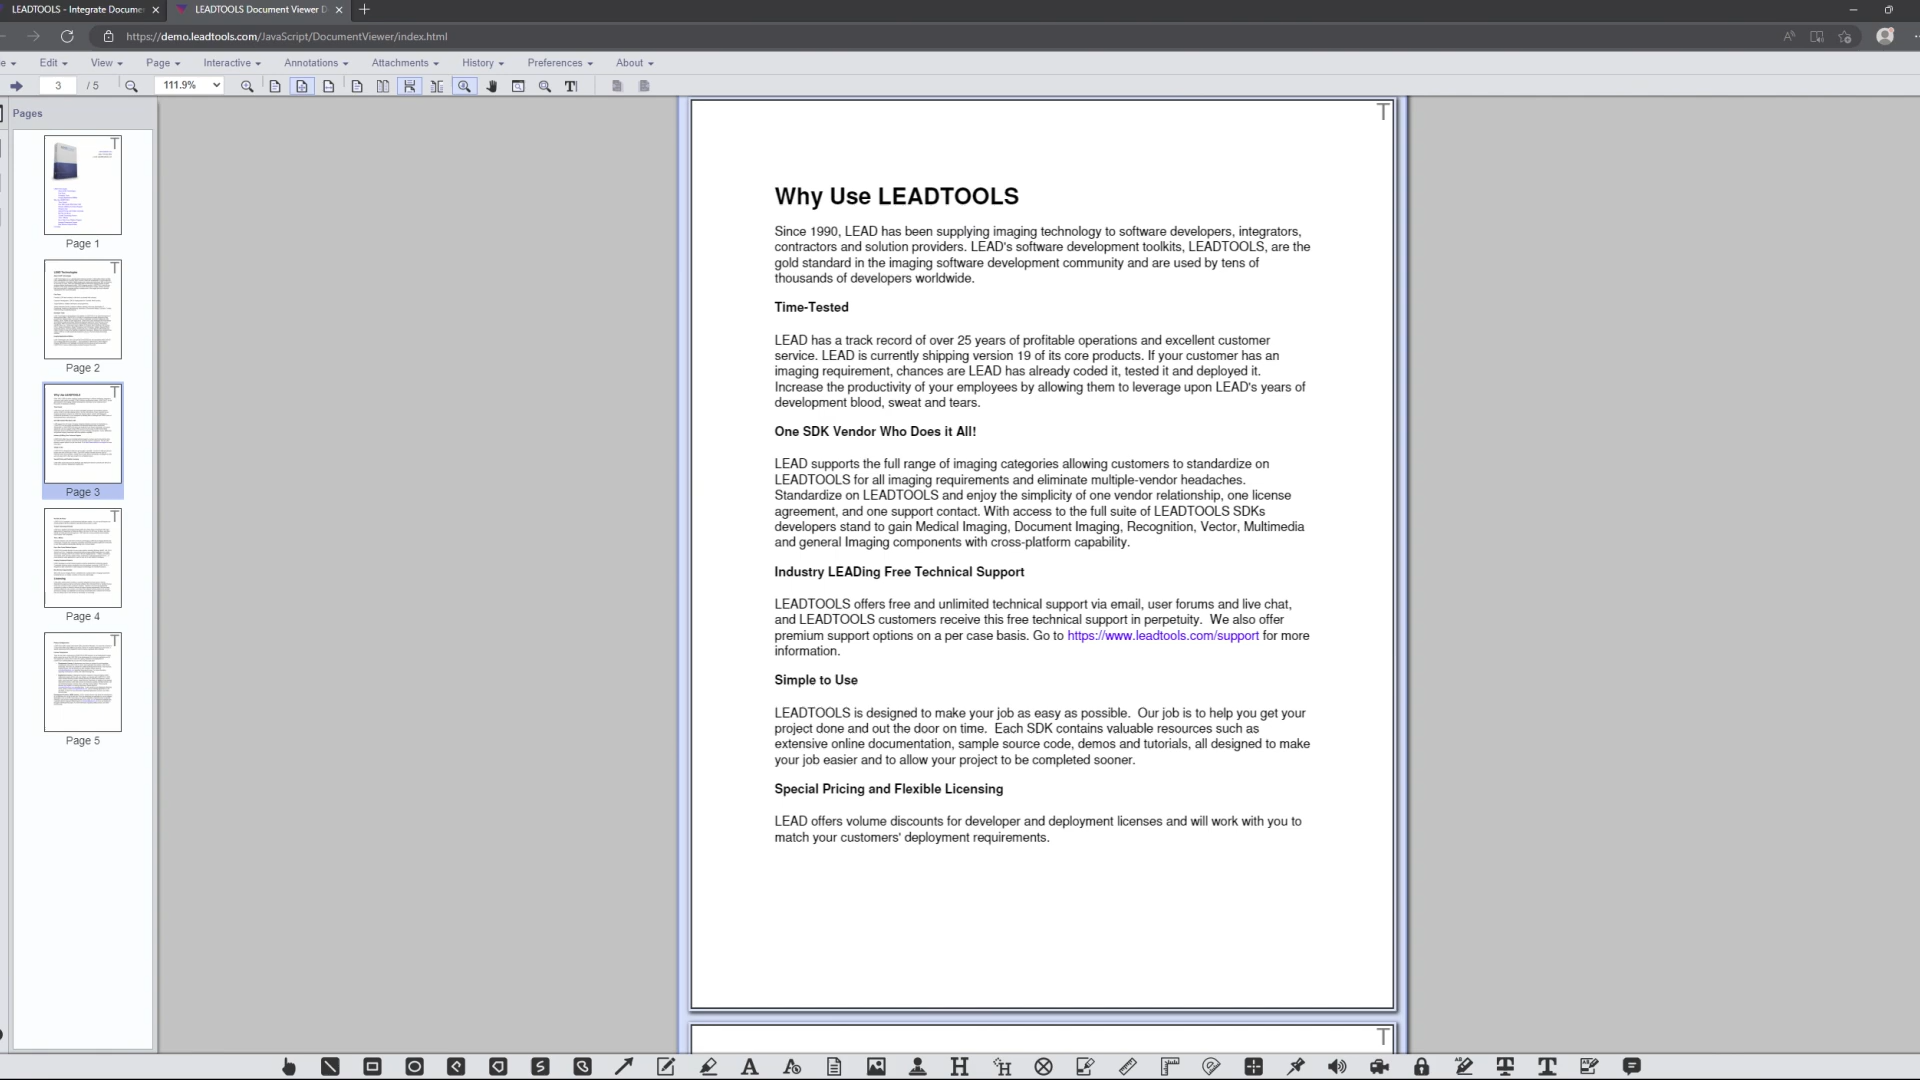 LEADTOOLS - Integrate Docume
LEADTOOLS Document Viewer D
https://demo.leadtools.com/JavaScript/DocumentViewer/index.html
e Edit View Page Interactive Annotations Attachments History Preferences About
3 / 5 111.9%
Pages
Page 1
Page 2
Page 3
Page 4
Page 5
Why Use LEADTOOLS
Since 1990, LEAD has been supplying imaging technology to software developers, integrators,
contractors and solution providers. LEAD's software development toolkits, LEADTOOLS, are the
gold standard in the imaging software development community and are used by tens of
thousands of developers worldwide.
Time-Tested
LEAD has a track record of over 25 years of profitable operations and excellent customer
service. LEAD is currently shipping version 19 of its core products. If your customer has an
imaging requirement, chances are LEAD has already coded it, tested it and deployed it.
Increase the productivity of your employees by allowing them to leverage upon LEAD's years of
development blood, sweat and tears.
One SDK Vendor Who Does it All!
LEAD supports the full range of imaging categories allowing customers to standardize on
LEADTOOLS for all imaging requirements and eliminate multiple-vendor headaches.
Standardize on LEADTOOLS and enjoy the simplicity of one vendor relationship, one license
agreement, and one support contact. With access to the full suite of LEADTOOLS SDKs
developers stand to gain Medical Imaging, Document Imaging, Recognition, Vector, Multimedia
and general Imaging components with cross-platform capability.
Industry LEADing Free Technical Support
LEADTOOLS offers free and unlimited technical support via email, user forums and live chat,
and LEADTOOLS customers receive this free technical support in perpetuity. We also offer
premium support options on a per case basis. Go to https://www.leadtools.com/support for more
information.
Simple to Use
LEADTOOLS is designed to make your job as easy as possible. Our job is to help you get your
project done and out the door on time. Each SDK contains valuable resources such as
extensive online documentation, sample source code, demos and tutorials, all designed to make
your job easier and to allow your project to be completed sooner.
Special Pricing and Flexible Licensing
LEAD offers volume discounts for developer and deployment licenses and will work with you to
match your customers' deployment requirements.